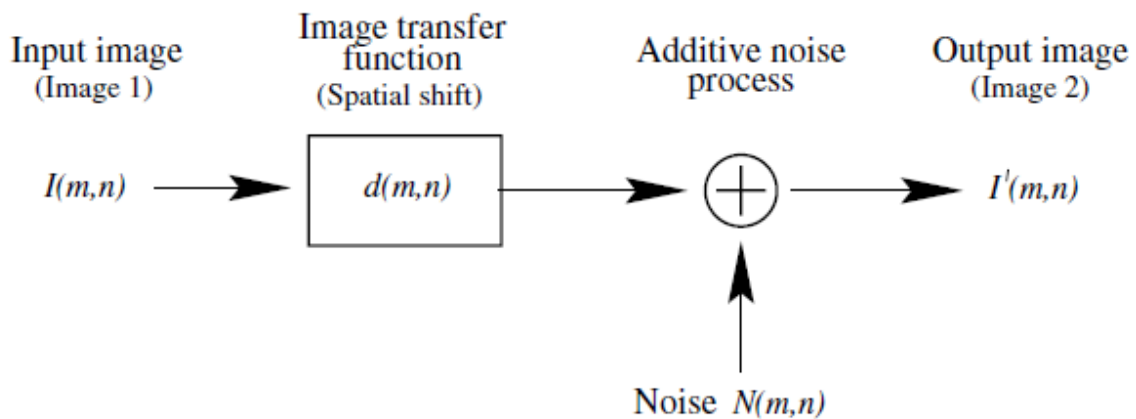 Input image
(Image 1)
Image transfer
function
(Spatial shift)
Additive noise
process
Output image
(Image 2)
I(m,n)
d(m,n)
I'(m,n)
Noise N(m,n)